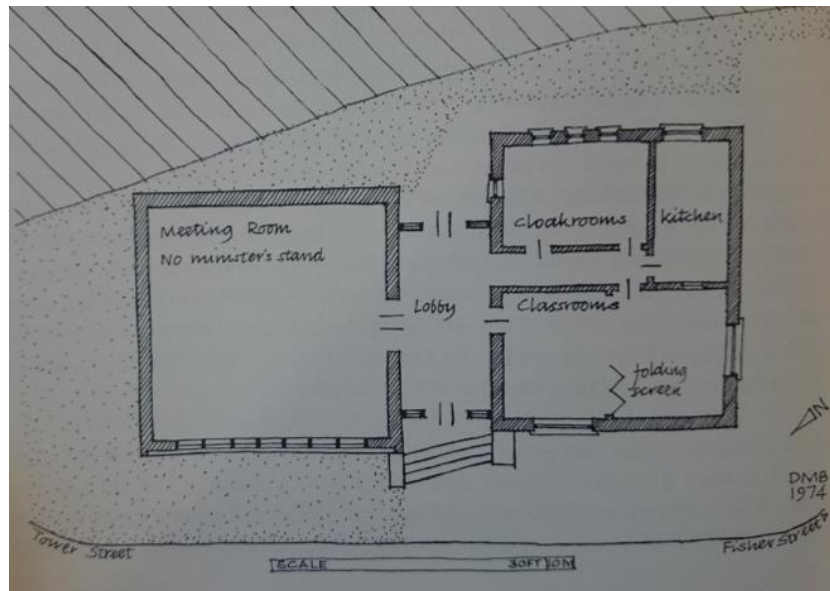 Meeting Room
No minister's stand
Cloakrooms
Kitchen
Lobby
Classrooms
folding
screen
N
DMB
1974
Tower Street
Fisher Street
SCALE 30FT 10M